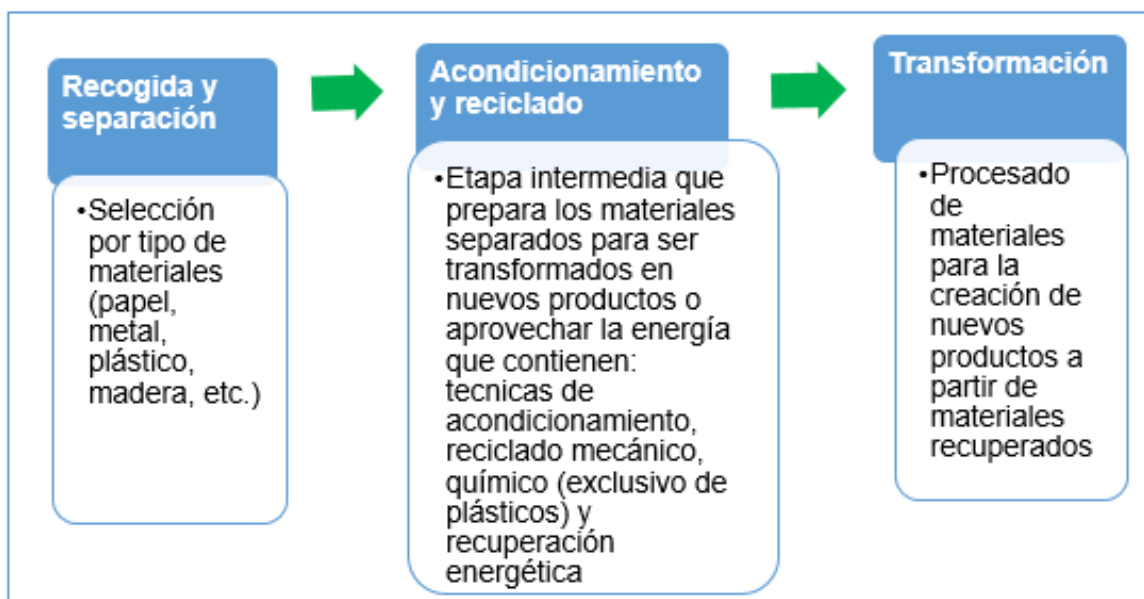 Recogida y
separación
•Selección
por tipo de
materiales
(papel,
metal,
plástico,
madera, etc.)
Acondicionamiento
y reciclado
•Etapa intermedia que
prepara los materiales
separados para ser
transformados en
nuevos productos o
aprovechar la energía
que contienen:
tecnicas de
acondicionamiento,
reciclado mecánico,
químico (exclusivo de
plásticos) y
recuperación
energética
Transformación
•Procesado
de
materiales
para la
creación de
nuevos
productos a
partir de
materiales
recuperados